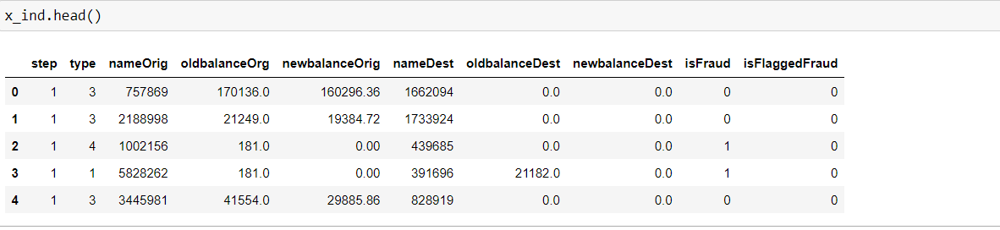 x_ind.head()
step type nameOrig oldbalanceOrg newbalanceOrig nameDest oldbalanceDest newbalanceDest isFraud isFlaggedFraud
0 1 3 757869 170136.0 160296.36 1662094 0.0 0.0 0 0
1 1 3 2188998 21249.0 19384.72 1733924 0.0 0.0 0 0
2 1 4 1002156 181.0 0.00 439685 0.0 0.0 1 0
3 1 1 5828262 181.0 0.00 391696 21182.0 0.0 1 0
4 1 3 3445981 41554.0 29885.86 828919 0.0 0.0 0 0